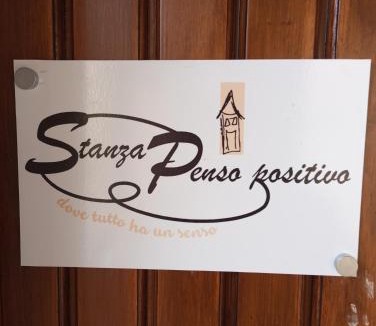 Stanza Penso positivo
dove tutto ha un senso